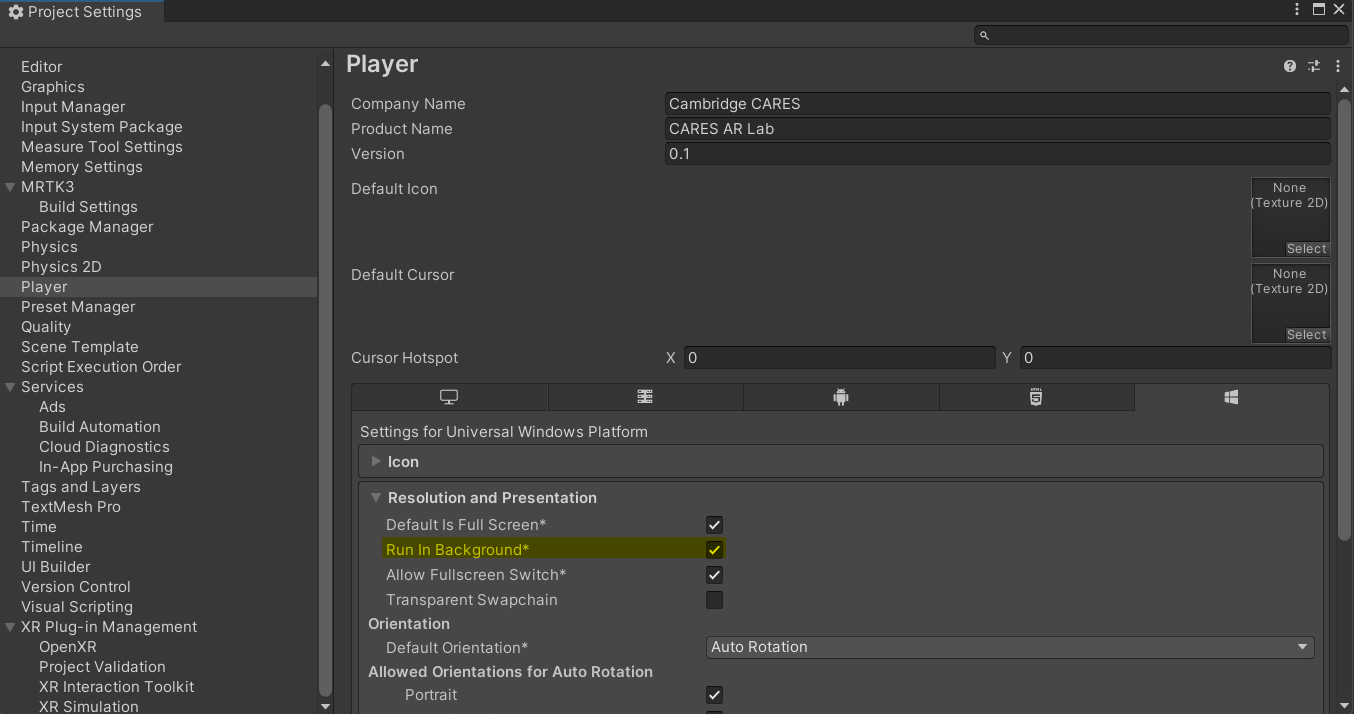 Project Settings
Editor
Graphics
Input Manager
Input System Package
Measure Tool Settings
Memory Settings
MRTK3
Build Settings
Package Manager
Physics
Physics 2D
Player
Preset Manager
Quality
Scene Template
Script Execution Order
Services
Ads
Build Automation
Cloud Diagnostics
In-App Purchasing
Tags and Layers
TextMesh Pro
Time
Timeline
UI Builder
Version Control
Visual Scripting
XR Plug-in Management
OpenXR
Project Validation
XR Interaction Toolkit
XR Simulation
Player
Company Name Cambridge CARES
Product Name CARES AR Lab
Version 0.1
Default Icon
None
(Texture 2D)
Select
Default Cursor
None
(Texture 2D)
Select
Cursor Hotspot X 0 Y 0
HTML
5
Settings for Universal Windows Platform
Icon
Resolution and Presentation
Default Is Full Screen*
Run In Background*
Allow Fullscreen Switch*
Transparent Swapchain
Orientation
Default Orientation* Auto Rotation
Allowed Orientations for Auto Rotation
Portrait